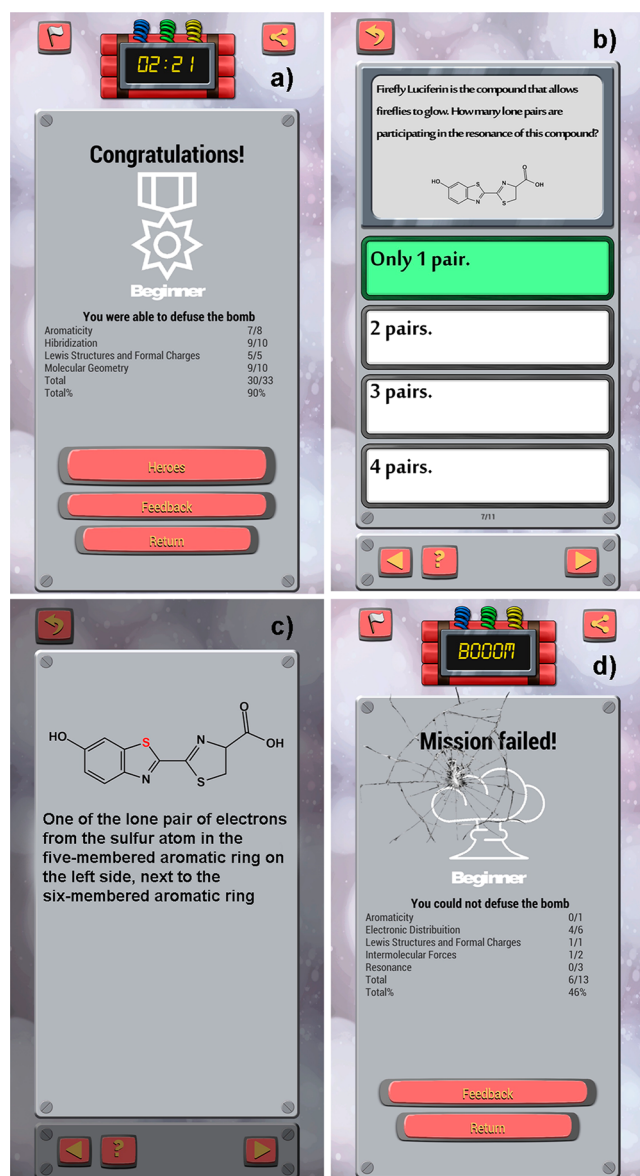 02:21
a)
Congratulations!
Beginner
You were able to defuse the bomb
Aromaticity 7/8
Hibridization 9/10
Lewis Structures and Formal Charges 5/5
Molecular Geometry 9/10
Total 30/33
Total% 90%
Heroes
Feedback
Return
b)
Firefly Luciferin is the compound that allows
fireflies to glow. How many lone pairs are
participating in the resonance of this compound?
HO S N N S O OH
Only 1 pair.
2 pairs.
3 pairs.
4 pairs.
7/11
?
c)
HO S N N S O OH
One of the lone pair of electrons
from the sulfur atom in the
five-membered aromatic ring on
the left side, next to the
six-membered aromatic ring
?
BOOOM
d)
Mission failed!
Beginner
You could not defuse the bomb
Aromaticity 0/1
Electronic Distribuition 4/6
Lewis Structures and Formal Charges 1/1
Intermolecular Forces 1/2
Resonance 0/3
Total 6/13
Total% 46%
Feedback
Return